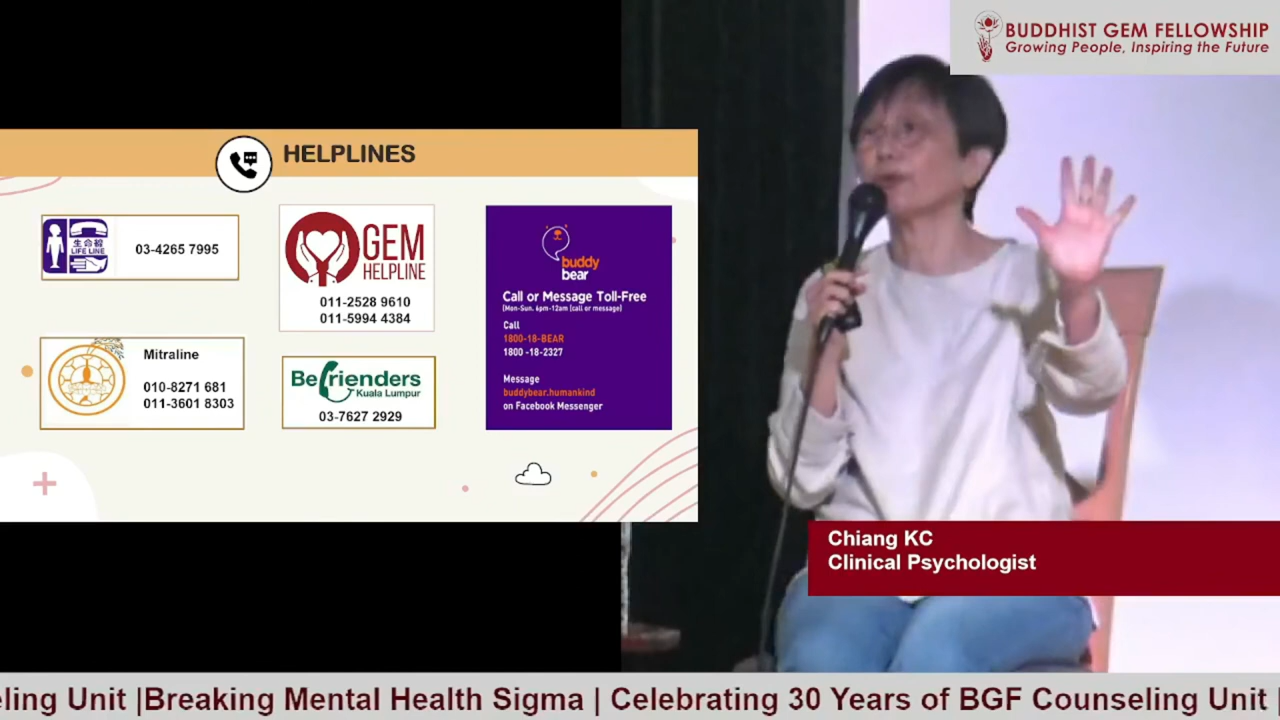 BUDDHIST GEM FELLOWSHIP
Growing People, Inspiring the Future
HELPLINES
生命線
LIFE LINE
03-4265 7995
GEM
HELPLINE
011-2528 9610
011-5994 4384
buddy
bear
Call or Message Toll-Free
(Mon-Sun. 6pm-12am (call or message)
Call
1800-18-BEAR
1800 -18-2327
Message
buddybear.humankind
on Facebook Messenger
Mitraline
010-8271 681
011-3601 8303
Befrienders
Kuala Lumpur
03-7627 2929
Chiang KC
Clinical Psychologist
eling Unit |Breaking Mental Health Sigma | Celebrating 30 Years of BGF Counseling Unit |